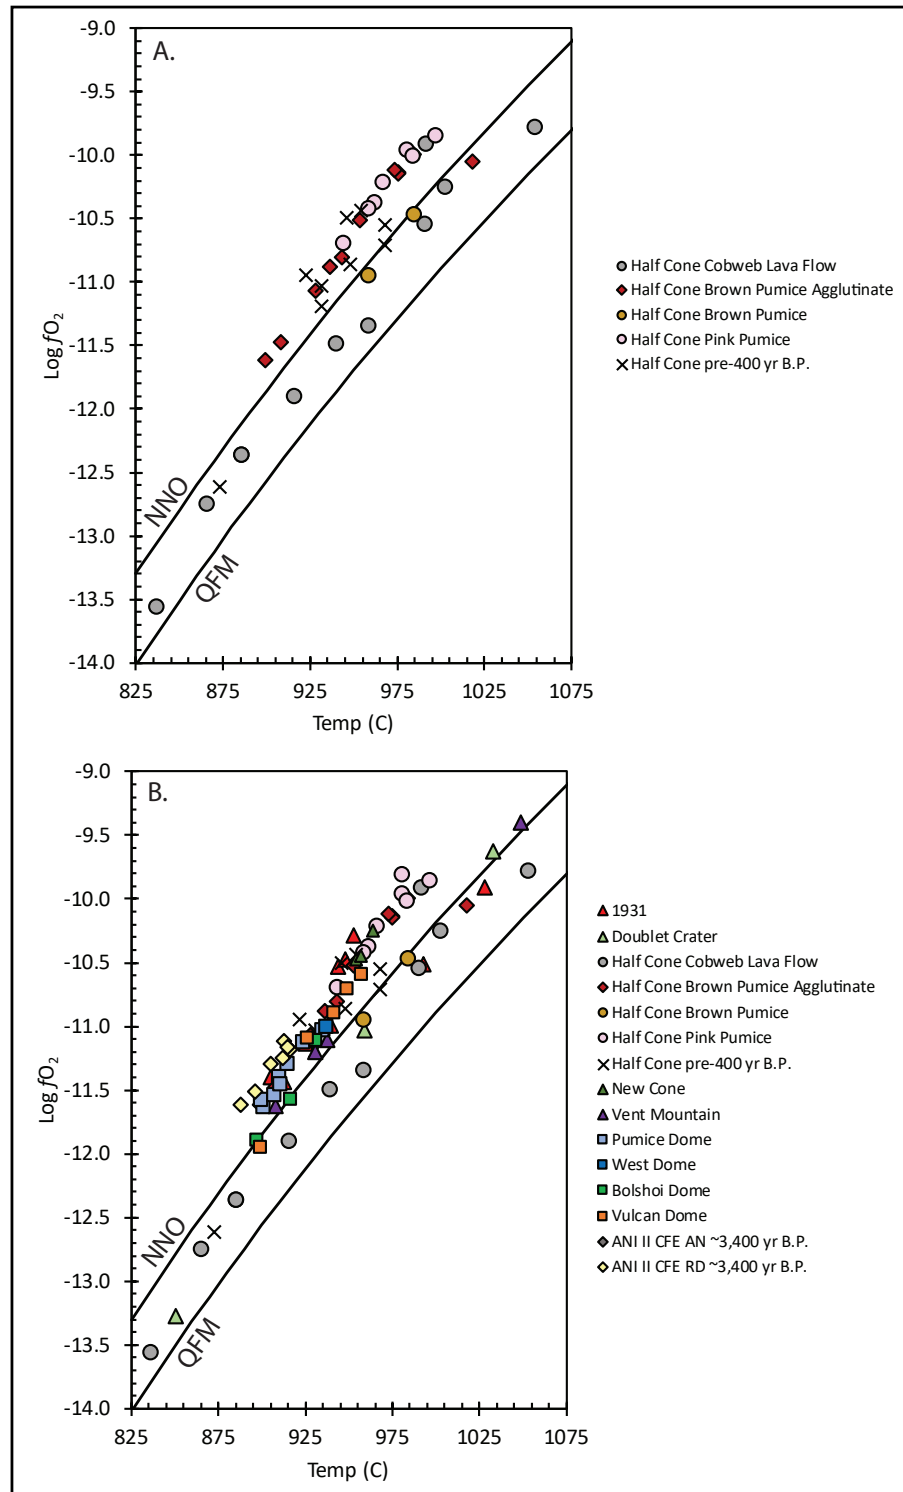 A.
-9.0
-9.5
-10.0
-10.5
-11.0
-11.5
-12.0
-12.5
-13.0
-13.5
-14.0
Log fO2
NNO
QFM
825 875 925 975 1025 1075
Temp (C)
Half Cone Cobweb Lava Flow
Half Cone Brown Pumice Agglutinate
Half Cone Brown Pumice
Half Cone Pink Pumice
Half Cone pre-400 yr B.P.
B.
-9.0
-9.5
-10.0
-10.5
-11.0
-11.5
-12.0
-12.5
-13.0
-13.5
-14.0
Log fO2
NNO
QFM
825 875 925 975 1025 1075
Temp (C)
1931
Doublet Crater
Half Cone Cobweb Lava Flow
Half Cone Brown Pumice Agglutinate
Half Cone Brown Pumice
Half Cone Pink Pumice
Half Cone pre-400 yr B.P.
New Cone
Vent Mountain
Pumice Dome
West Dome
Bolshoi Dome
Vulcan Dome
ANI II CFE AN ~3,400 yr B.P.
ANI II CFE RD ~3,400 yr B.P.